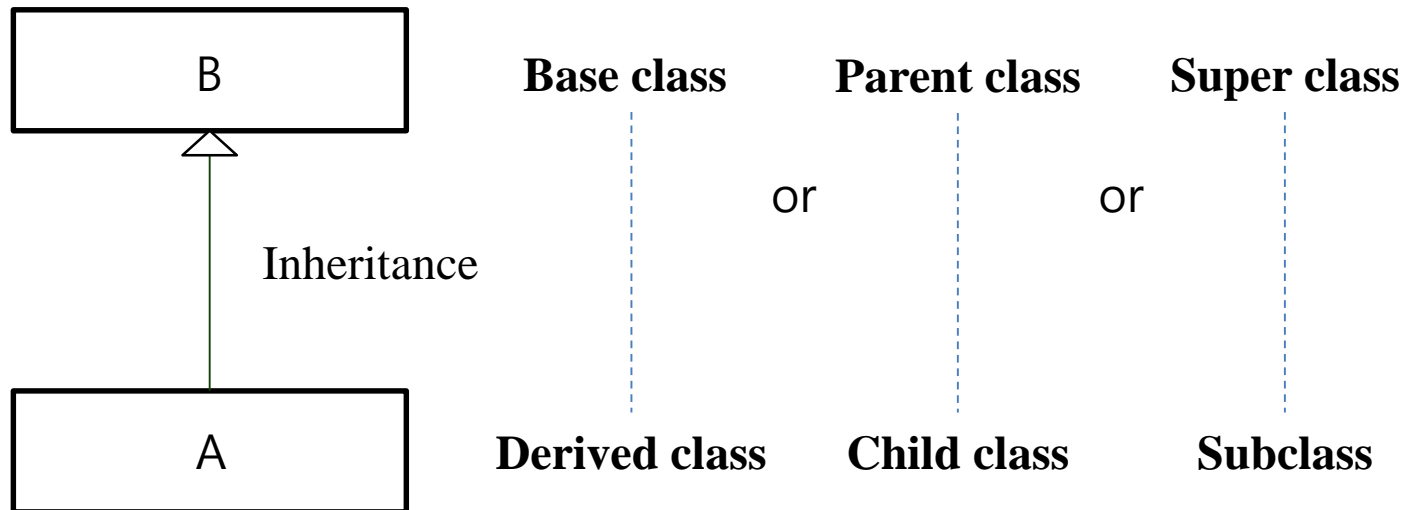 B
Base class
Parent class
Super class
or
or
Inheritance
A
Derived class
Child class
Subclass